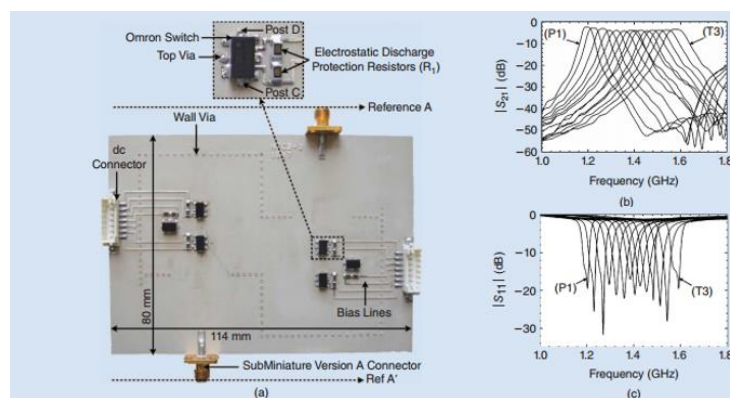 Post D
Omron Switch
Top Via
Electrostatic Discharge
Protection Resistors (R1)
Post C
Reference A
Wall Via
dc
Connector
80 mm
114 mm
Bias Lines
SubMiniature Version A Connector
Ref A'
(a)
0
−10
−20
−30
−40
−50
−60
|S21| (dB)
(P1)
(T3)
1.0 1.2 1.4 1.6 1.8
Frequency (GHz)
(b)
0
−10
−20
−30
|S11| (dB)
(P1)
(T3)
1.0 1.2 1.4 1.6 1.8
Frequency (GHz)
(c)